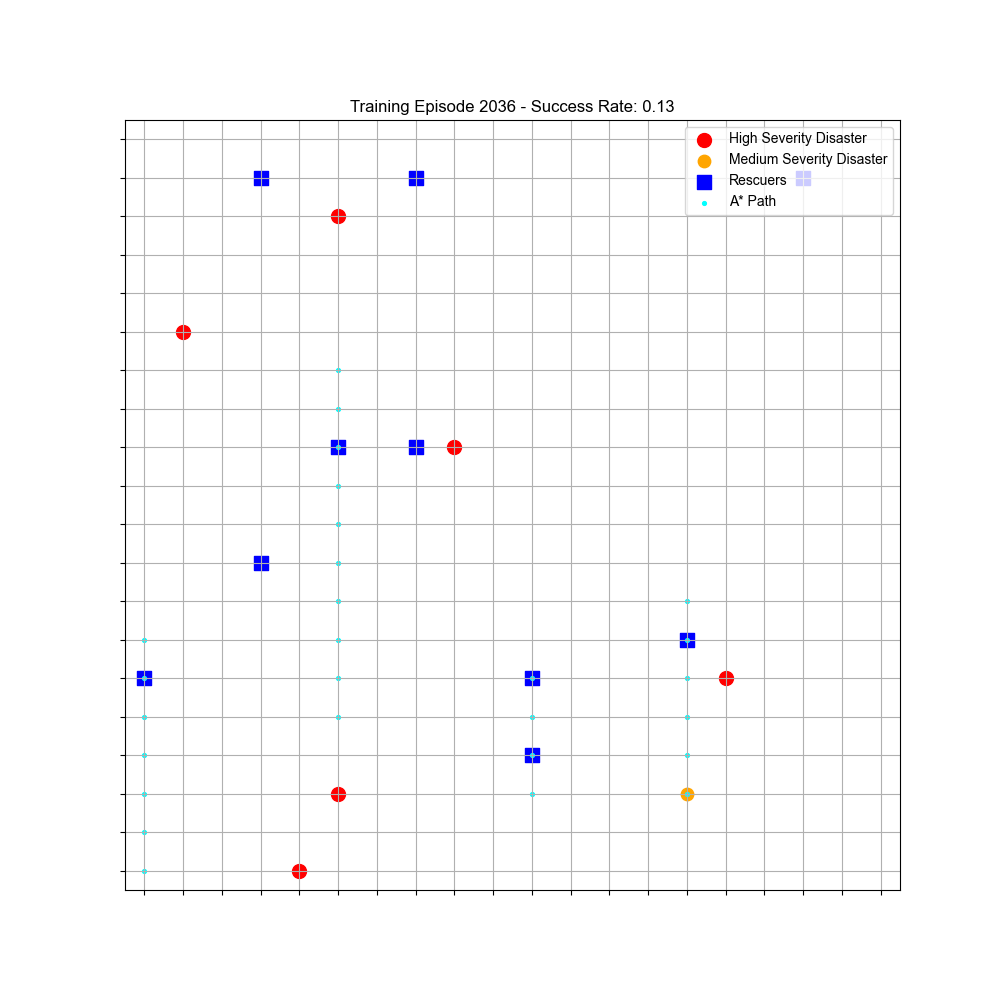 Training Episode 2036 - Success Rate: 0.13
High Severity Disaster
Medium Severity Disaster
Rescuers
A* Path